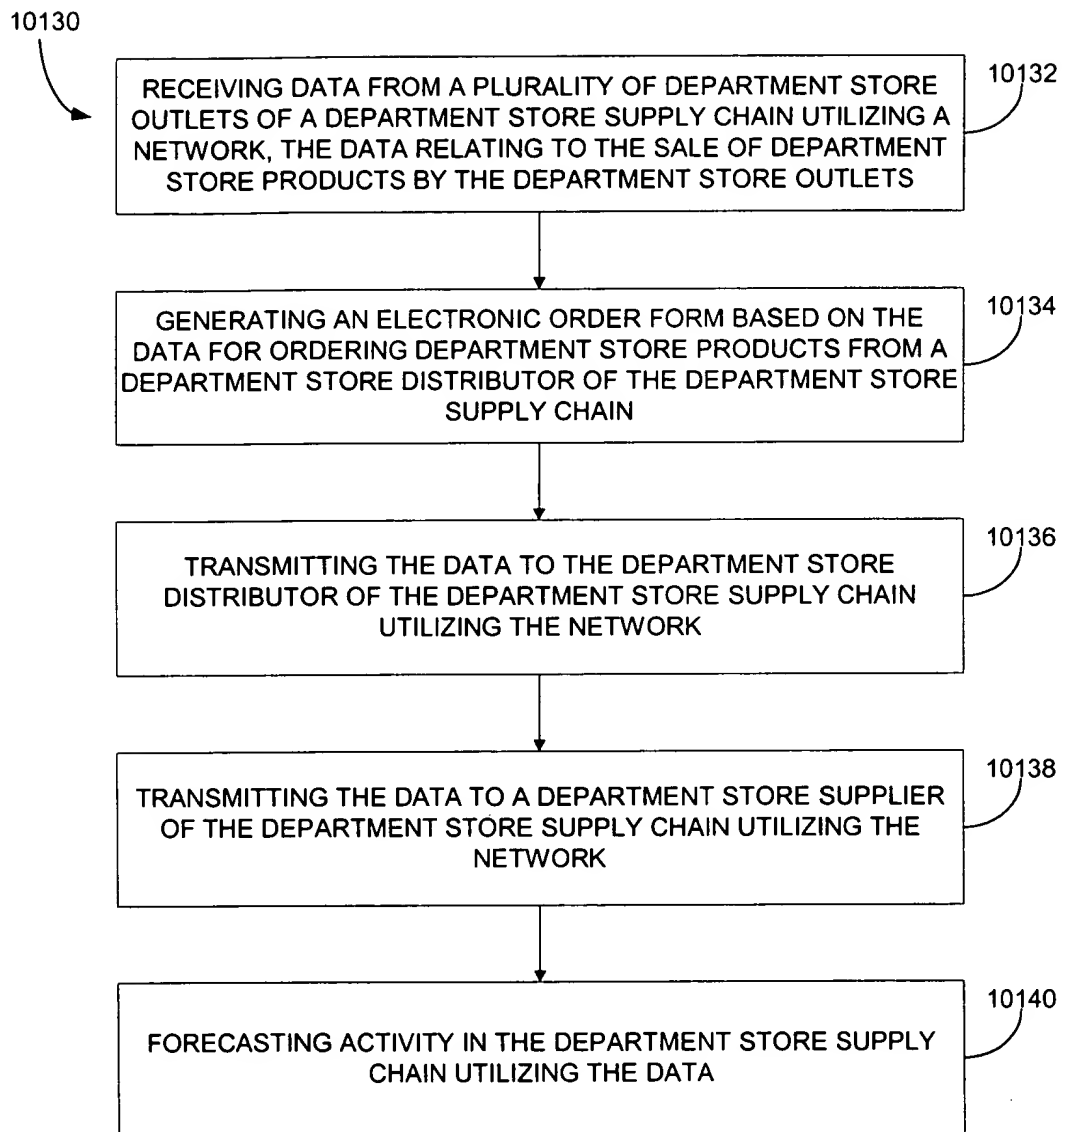 10130
10132
RECEIVING DATA FROM A PLURALITY OF DEPARTMENT STORE
OUTLETS OF A DEPARTMENT STORE SUPPLY CHAIN UTILIZING A
NETWORK, THE DATA RELATING TO THE SALE OF DEPARTMENT
STORE PRODUCTS BY THE DEPARTMENT STORE OUTLETS
10134
GENERATING AN ELECTRONIC ORDER FORM BASED ON THE
DATA FOR ORDERING DEPARTMENT STORE PRODUCTS FROM A
DEPARTMENT STORE DISTRIBUTOR OF THE DEPARTMENT STORE
SUPPLY CHAIN
10136
TRANSMITTING THE DATA TO THE DEPARTMENT STORE
DISTRIBUTOR OF THE DEPARTMENT STORE SUPPLY CHAIN
UTILIZING THE NETWORK
10138
TRANSMITTING THE DATA TO A DEPARTMENT STORE SUPPLIER
OF THE DEPARTMENT STORE SUPPLY CHAIN UTILIZING THE
NETWORK
10140
FORECASTING ACTIVITY IN THE DEPARTMENT STORE SUPPLY
CHAIN UTILIZING THE DATA